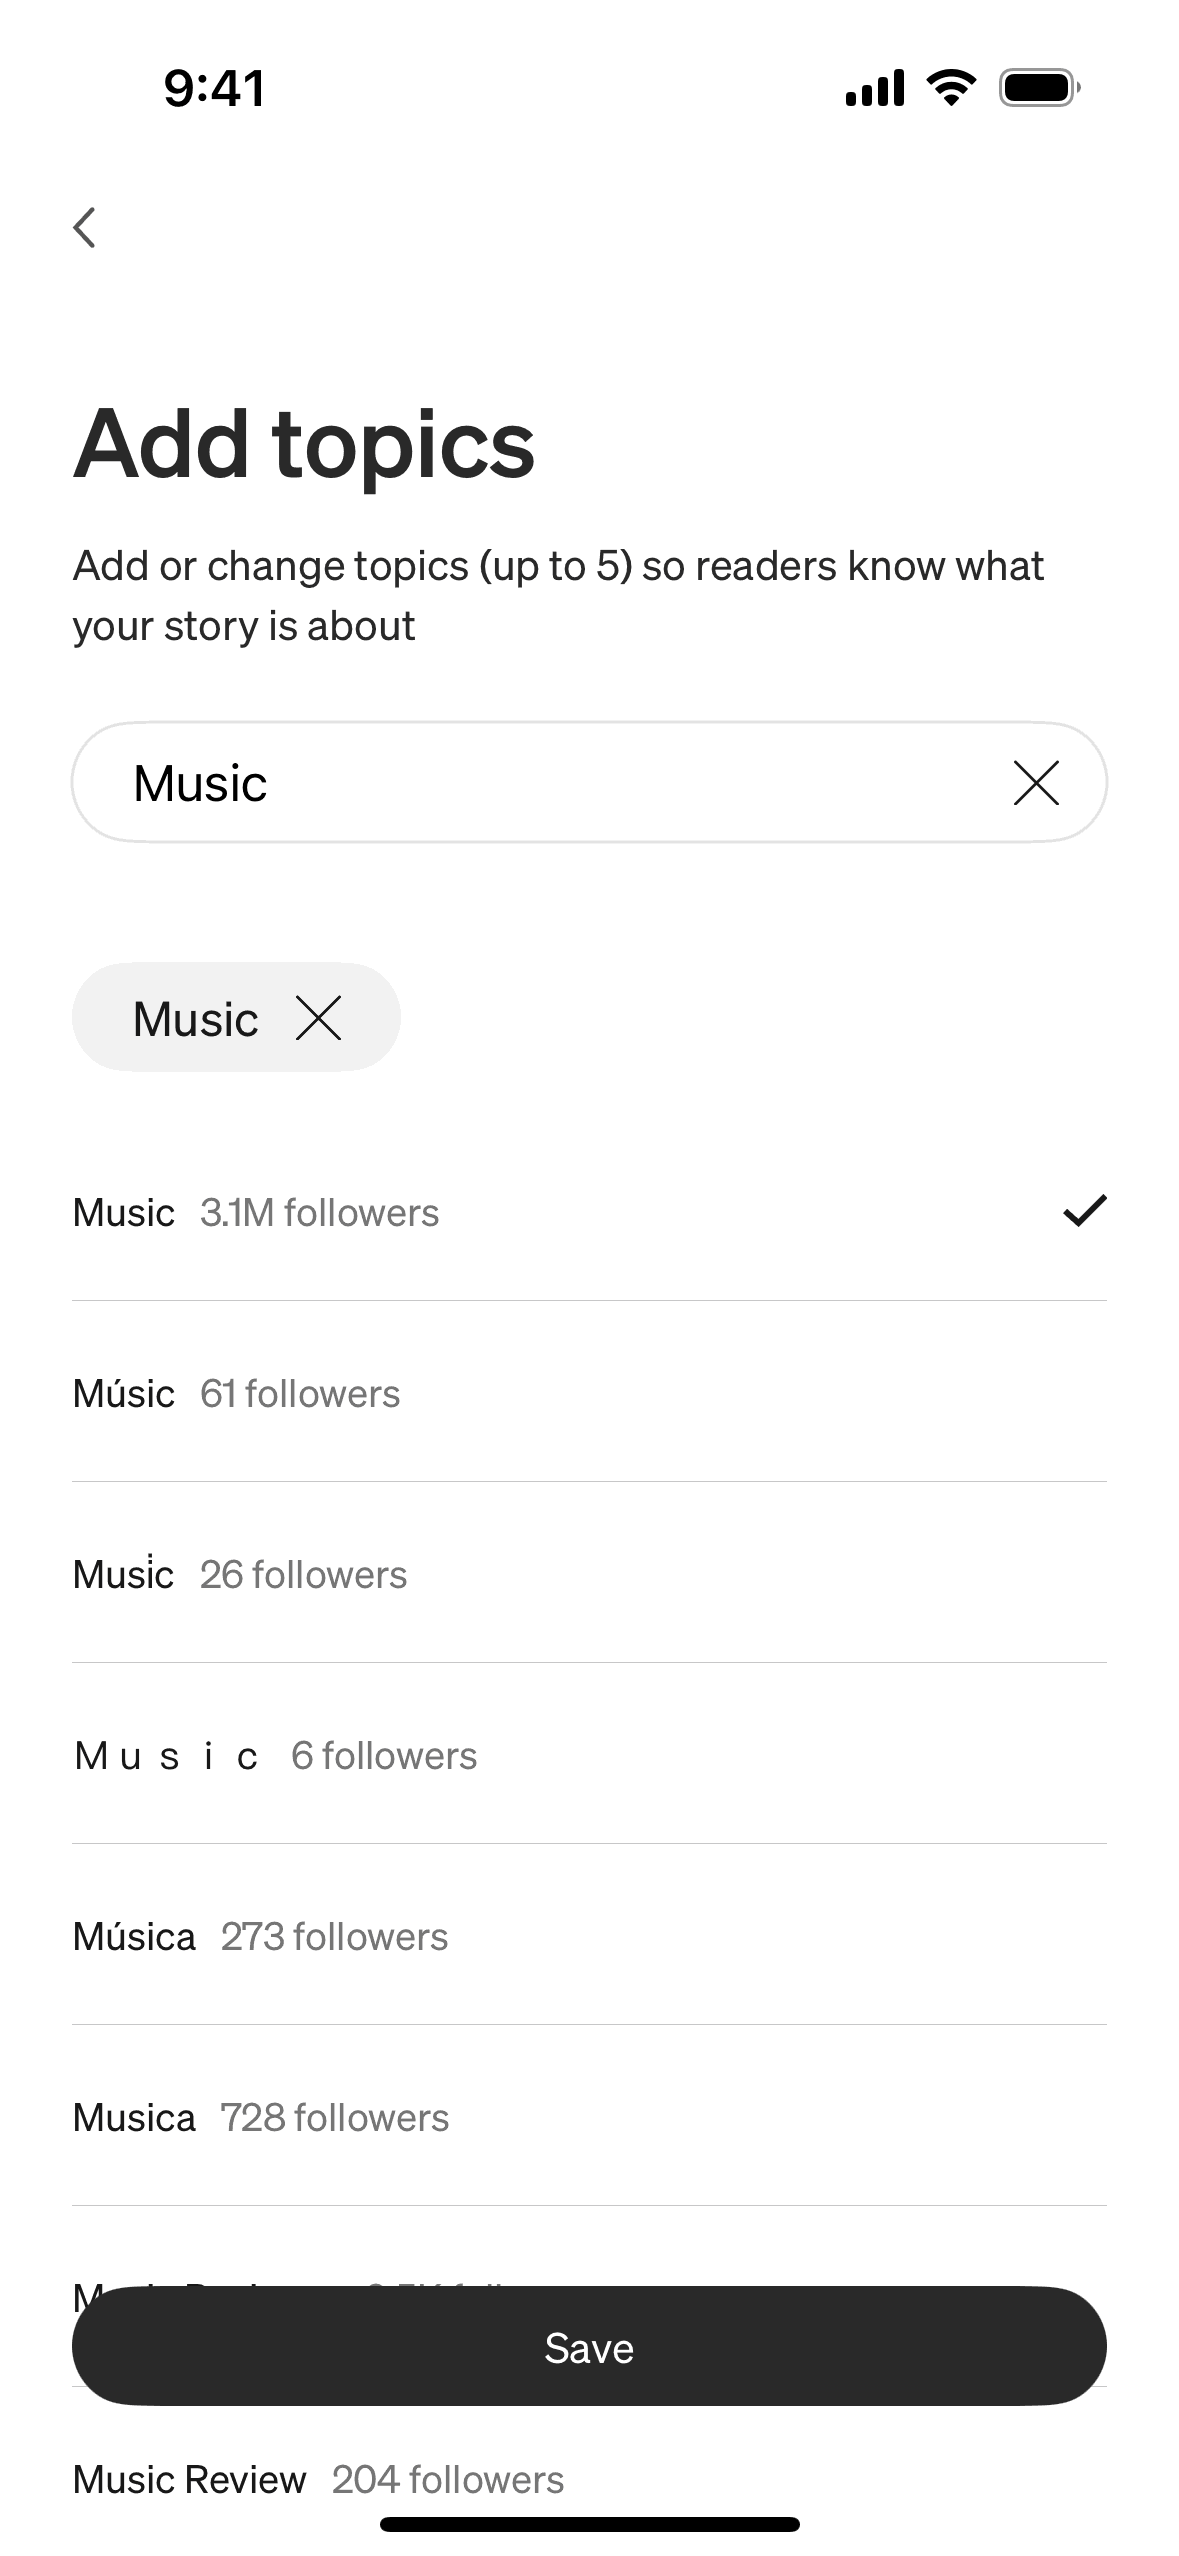 9:41
Add topics
Add or change topics (up to 5) so readers know what
your story is about
Music
Music
Music 3.1M followers
Músic 61 followers
Musi̇c 26 followers
M u s i c 6 followers
Música 273 followers
Musica 728 followers
Save
Music Review 204 followers